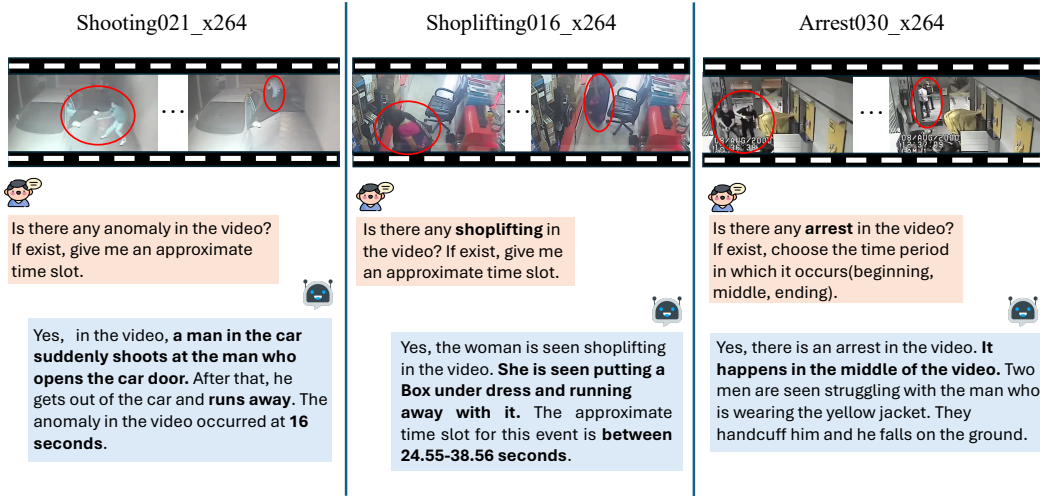 Shooting021_x264
Is there any anomaly in the video?
If exist, give me an approximate
time slot.
Yes, in the video, a man in the car
suddenly shoots at the man who
opens the car door. After that, he
gets out of the car and runs away. The
anomaly in the video occurred at 16
seconds.
Shoplifting016_x264
Is there any shoplifting in
the video? If exist, give me
an approximate time slot.
Yes, the woman is seen shoplifting
in the video. She is seen putting a
Box under dress and running
away with it. The approximate
time slot for this event is between
24.55-38.56 seconds.
Arrest030_x264
08/AUG/200
08/AUG/200
Is there any arrest in the video?
If exist, choose the time period
in which it occurs(beginning,
middle, ending).
Yes, there is an arrest in the video. It
happens in the middle of the video. Two
men are seen struggling with the man who
is wearing the yellow jacket. They
handcuff him and he falls on the ground.